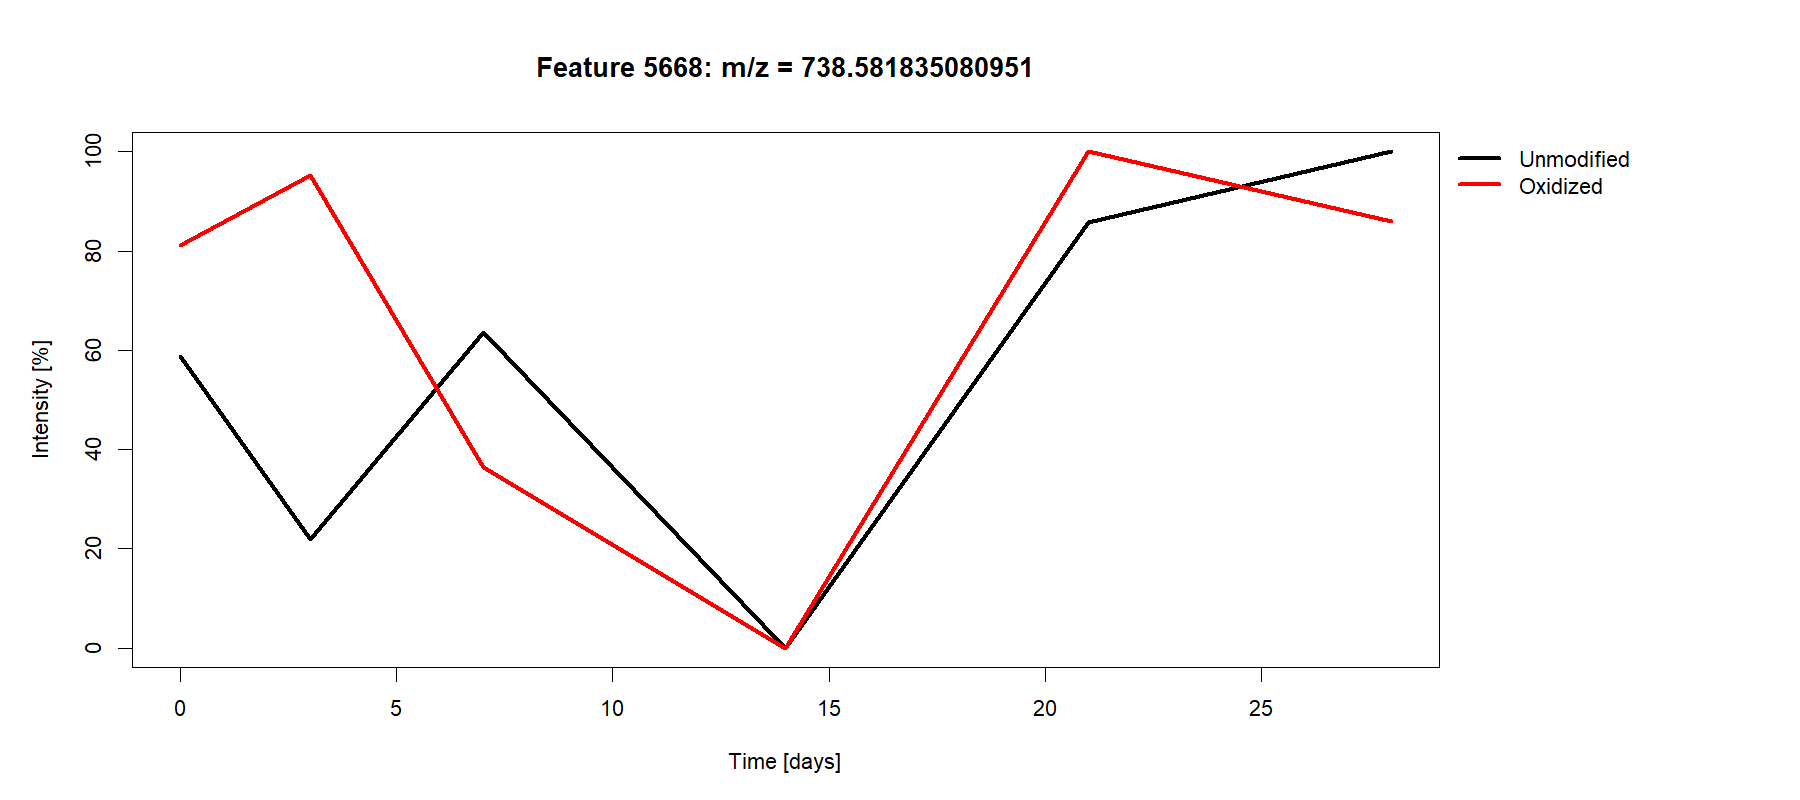 Feature 5668: m/z = 738.581835080951
Unmodified
Oxidized
100
80
60
40
20
0
Intensity [%]
0 5 10 15 20 25
Time [days]